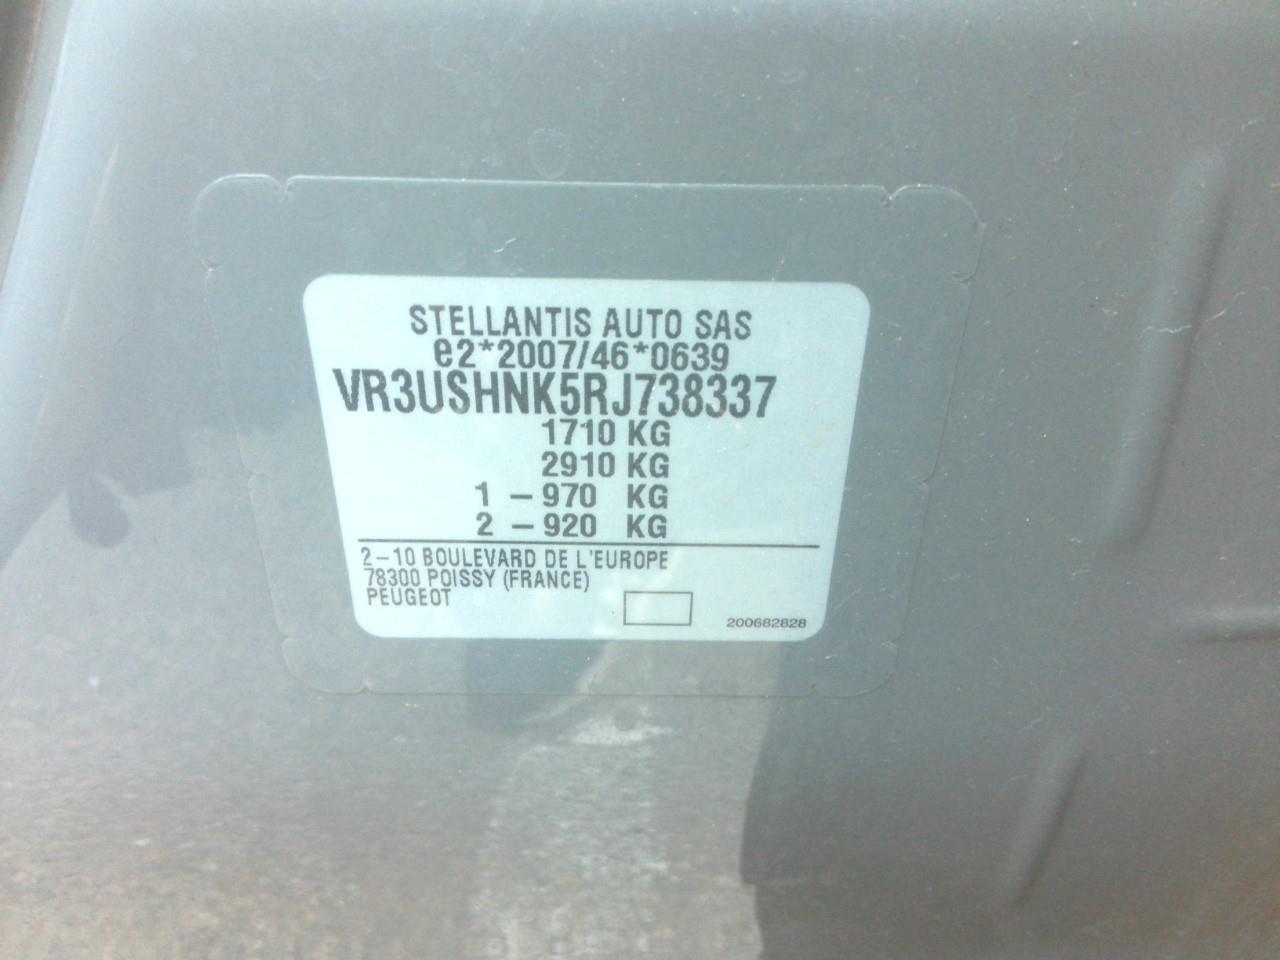 STELLANTIS AUTO SAS
e2*2007/46*0639
VR3USHNK5RJ738337
1710 KG
2910 KG
1 – 970 KG
2 – 920 KG
2–10 BOULEVARD DE L'EUROPE
78300 POISSY (FRANCE)
PEUGEOT
200682828